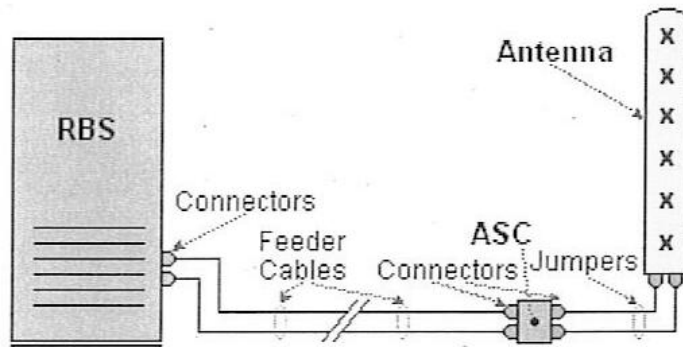 Antenna
RBS
Connectors
Feeder
Cables
ASC
Connectors
Jumpers
X
X
X
X
X
X